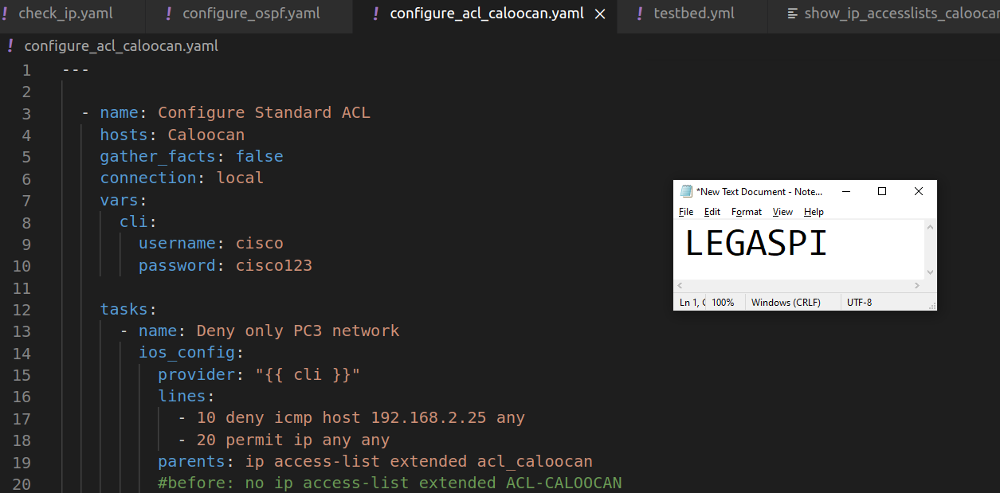 ! check_ip.yaml ! configure_ospf.yaml ! configure_acl_caloocan.yaml × ! testbed.yml show_ip_accesslists_caloocan
! configure_acl_caloocan.yaml
1 ---
2
3 - name: Configure Standard ACL
4 hosts: Caloocan
5 gather_facts: false
6 connection: local
7 vars:
8 cli:
9 username: cisco
10 password: cisco123
11
12 tasks:
13 - name: Deny only PC3 network
14 ios_config:
15 provider: "{{ cli }}"
16 lines:
17 - 10 deny icmp host 192.168.2.25 any
18 - 20 permit ip any any
19 parents: ip access-list extended acl_caloocan
20 #before: no ip access-list extended ACL-CALOOCAN
*New Text Document - Note...
File Edit Format View Help
LEGASPI
Ln 1, C 100% Windows (CRLF) UTF-8